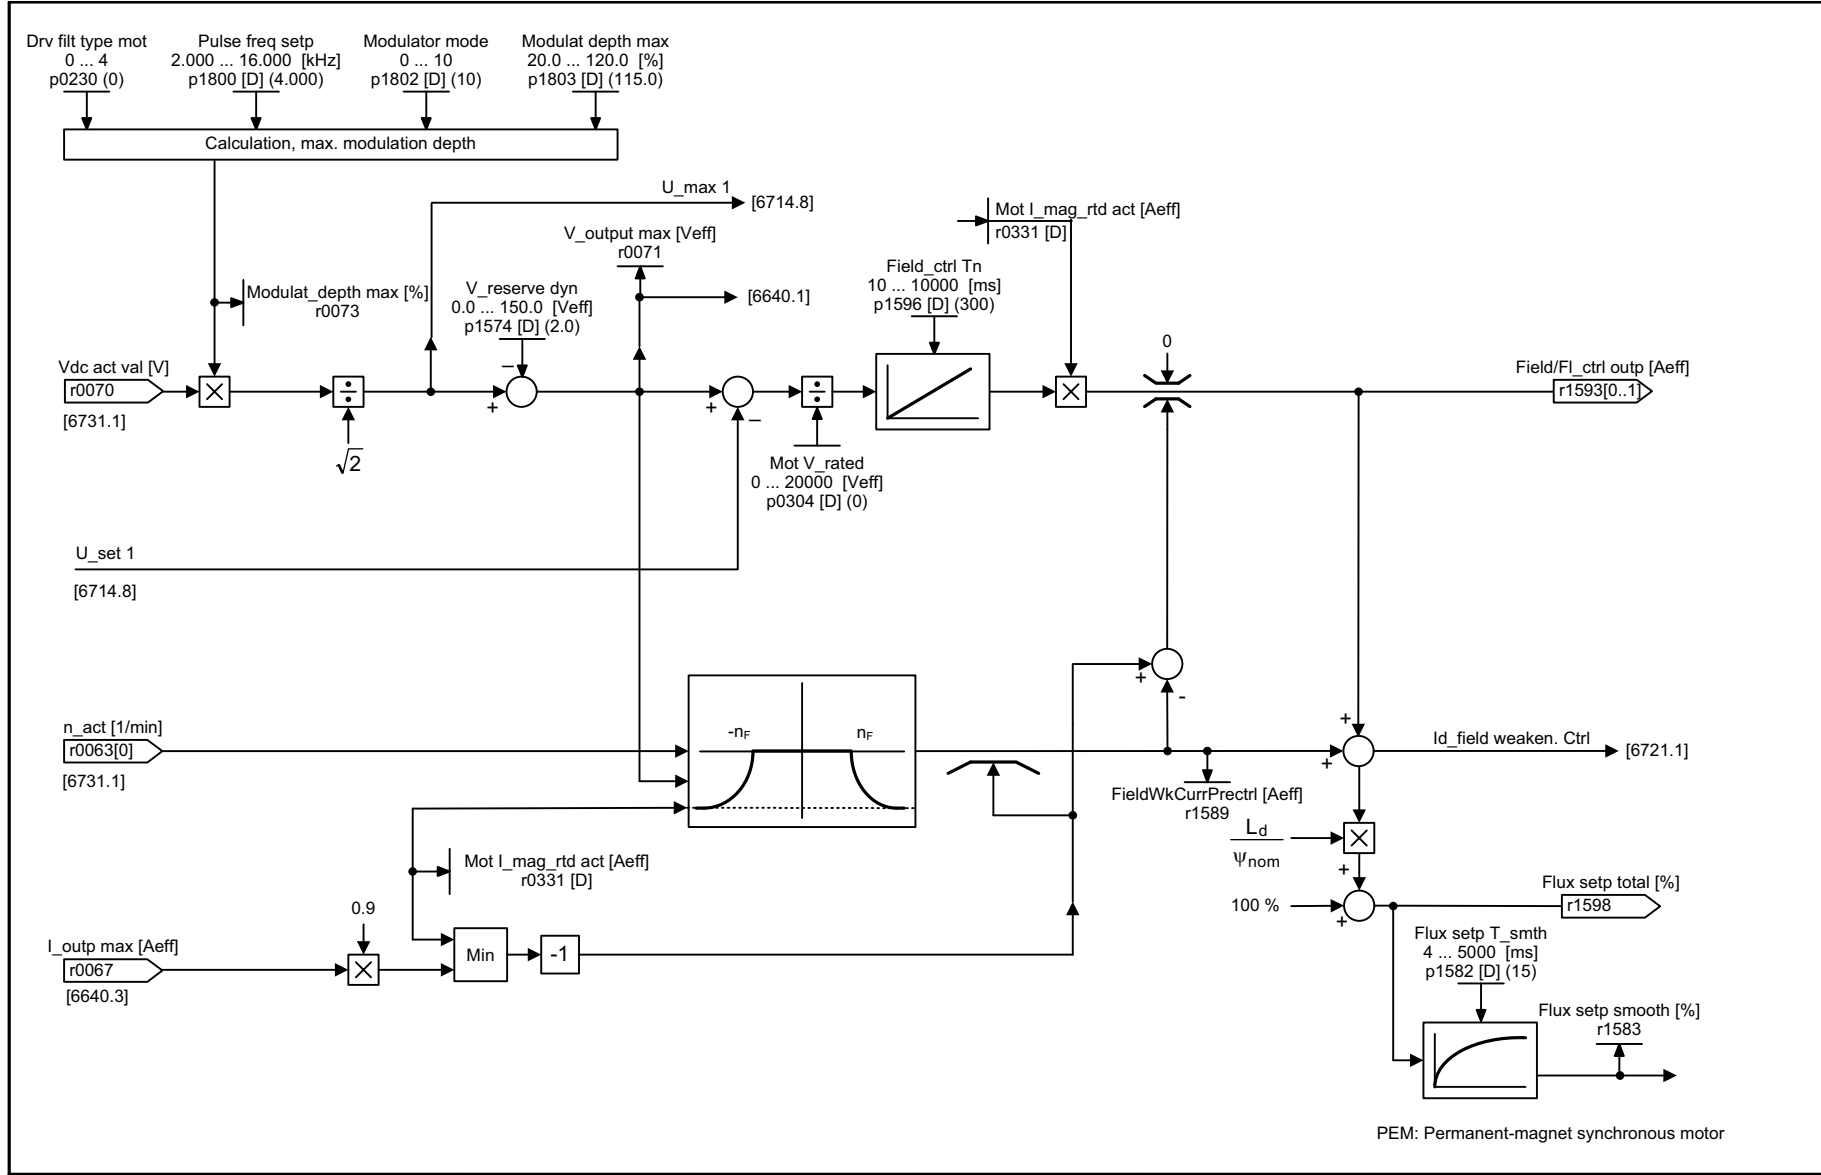 Drv filt type mot
0 ... 4
p0230 (0)
Pulse freq setp
2.000 ... 16.000 [kHz]
p1800 [D] (4.000)
Modulator mode
0 ... 10
p1802 [D] (10)
Modulat depth max
20.0 ... 120.0 [%]
p1803 [D] (115.0)
Calculation, max. modulation depth
U_max 1
[6714.8]
Mot I_mag_rtd act [Aeff]
r0331 [D]
V_output max [Veff]
r0071
[6640.1]
Modulat_depth max [%]
r0073
V_reserve dyn
0.0 ... 150.0 [Veff]
p1574 [D] (2.0)
Field_ctrl Tn
10 ... 10000 [ms]
p1596 [D] (300)
0
Vdc act val [V]
r0070
[6731.1]
×
÷
√2
–
+
+
–
÷
Mot V_rated
0 ... 20000 [Veff]
p0304 [D] (0)
×
Field/Fl_ctrl outp [Aeff]
r1593[0..1]
U_set 1
[6714.8]
+
-
n_act [1/min]
r0063[0]
[6731.1]
-nF
nF
+
+
Id_field weaken. Ctrl
[6721.1]
FieldWkCurrPrectrl [Aeff]
r1589
Ld
ψnom
×
+
100 %
+
Flux setp total [%]
r1598
Mot I_mag_rtd act [Aeff]
r0331 [D]
0.9
I_outp max [Aeff]
r0067
[6640.3]
×
Min
-1
Flux setp T_smth
4 ... 5000 [ms]
p1582 [D] (15)
Flux setp smooth [%]
r1583
PEM: Permanent-magnet synchronous motor